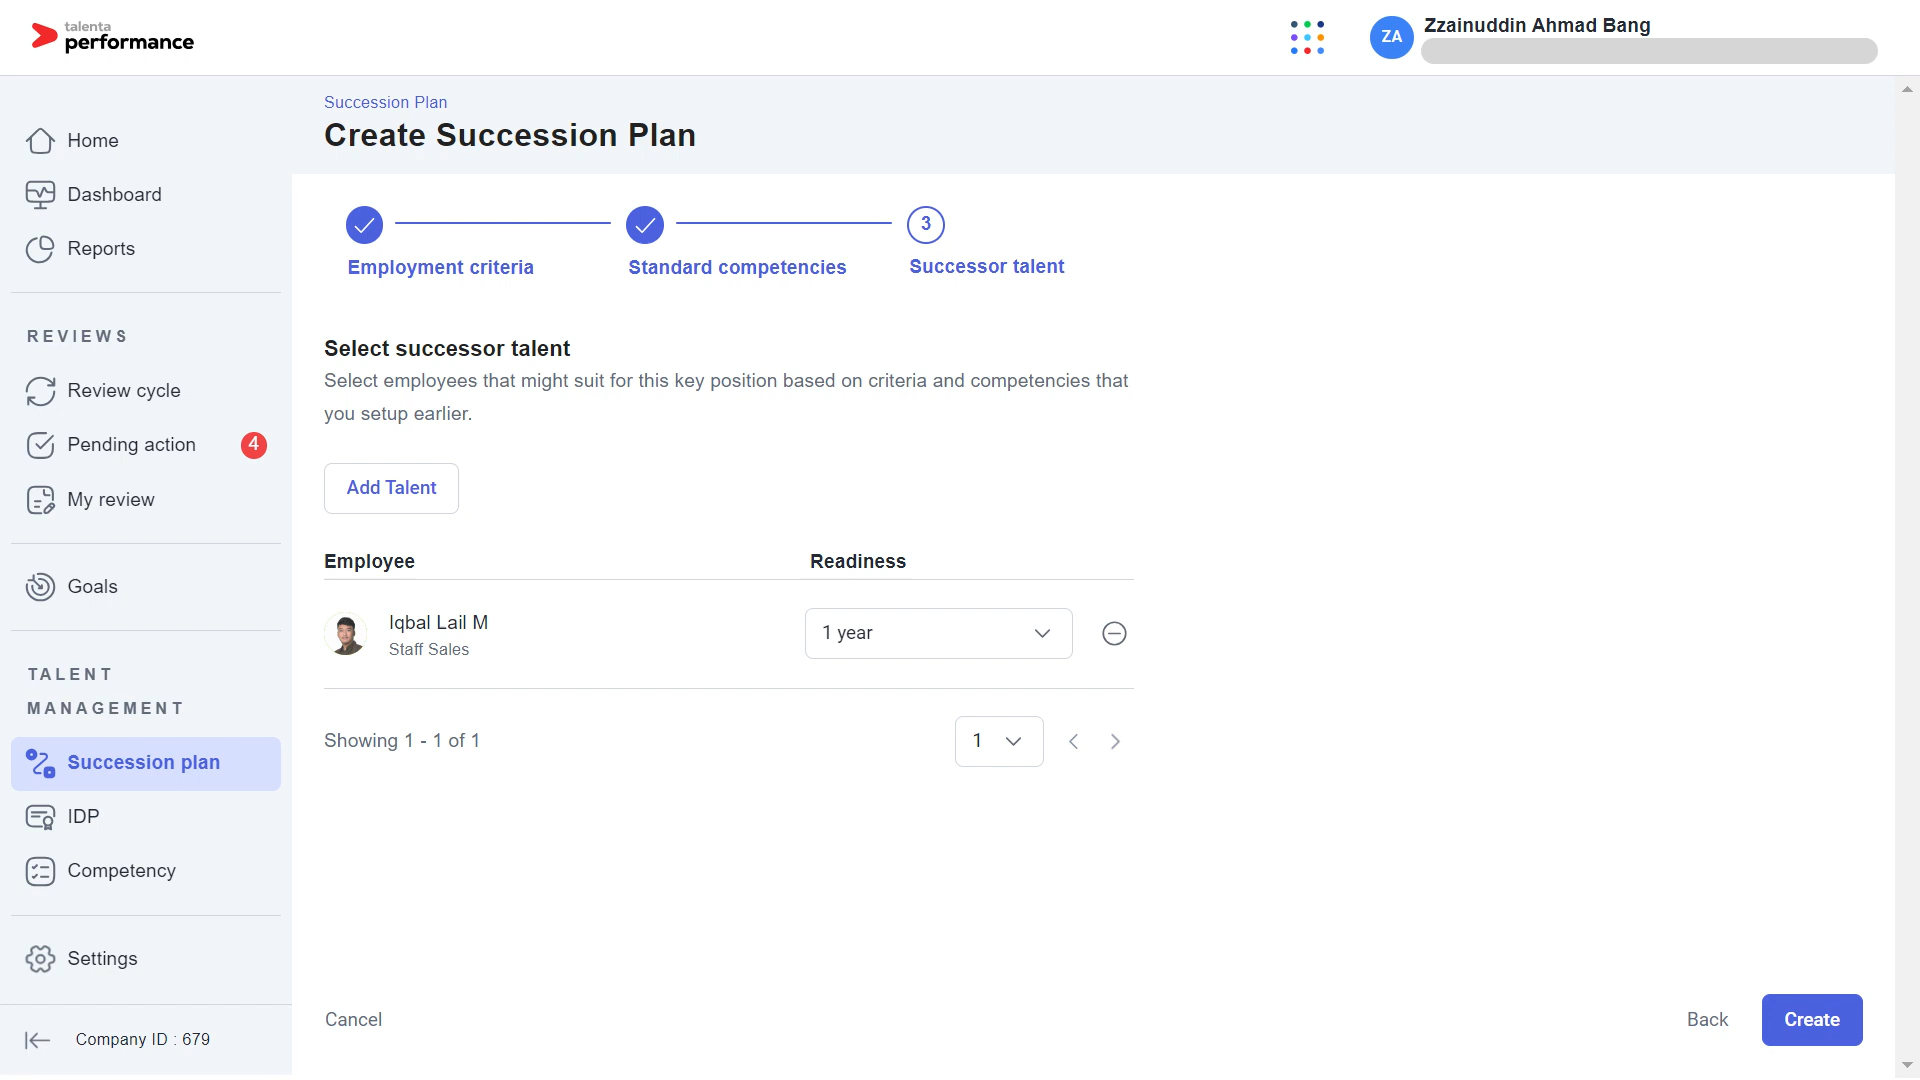 talenta
performance
ZA
Zzainuddin Ahmad Bang
Home
Dashboard
Reports
REVIEWS
Review cycle
Pending action
4
My review
Goals
TALENT
MANAGEMENT
Succession plan
IDP
Competency
Settings
Company ID : 679
Succession Plan
Create Succession Plan
3
Employment criteria
Standard competencies
Successor talent
Select successor talent
Select employees that might suit for this key position based on criteria and competencies that
you setup earlier.
Add Talent
Employee
Readiness
Iqbal Lail M
Staff Sales
1 year
Showing 1 - 1 of 1
1
Cancel
Back
Create